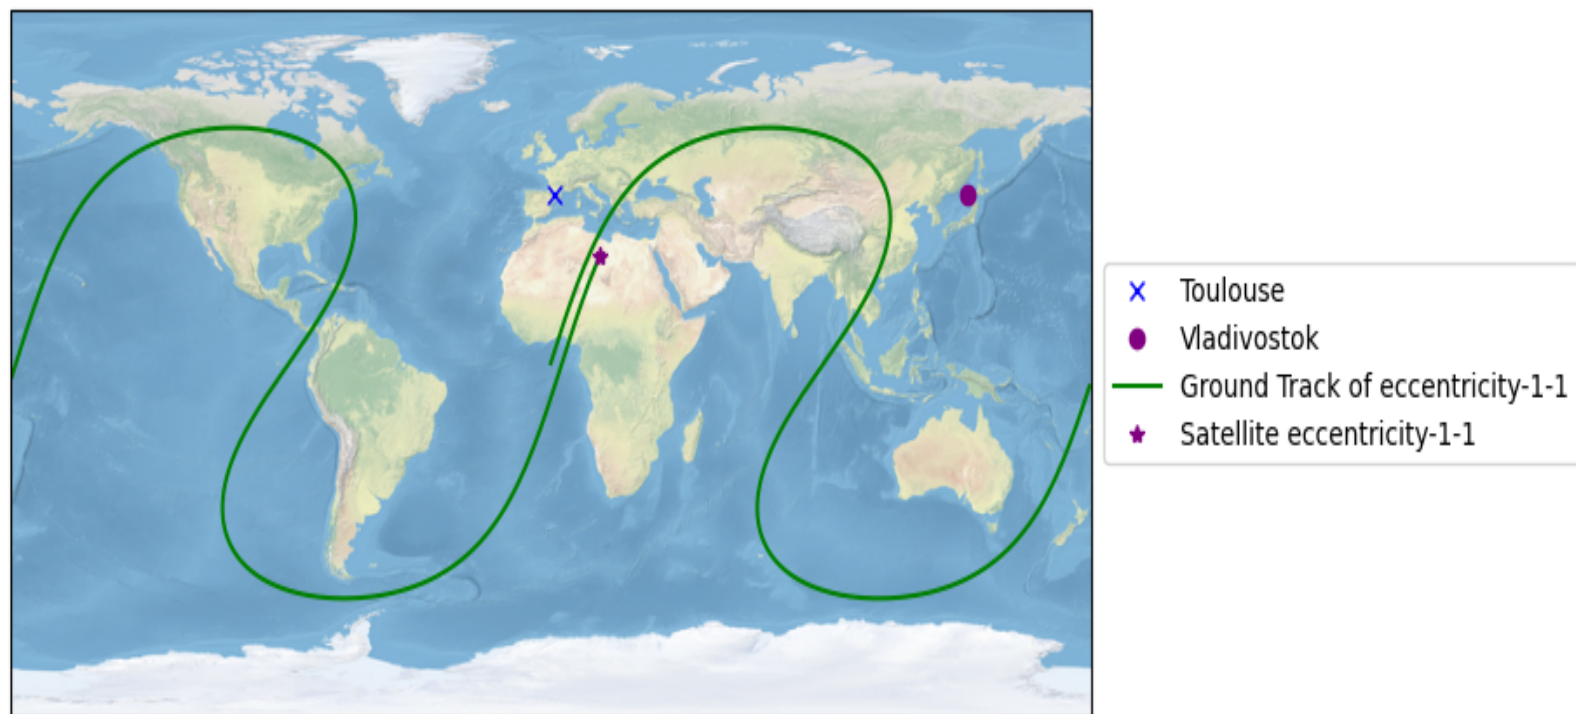 Toulouse
Vladivostok
Ground Track of eccentricity-1-1
Satellite eccentricity-1-1